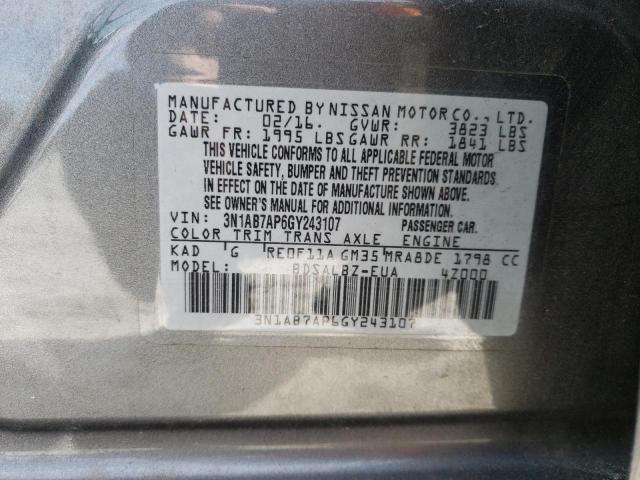 MANUFACTURED BY NISSAN MOTOR CO., LTD.
DATE: 02/16. GVWR: 3823 LBS
GAWR FR: 1995 LBS GAWR RR: 1841 LBS
THIS VEHICLE CONFORMS TO ALL APPLICABLE FEDERAL MOTOR
VEHICLE SAFETY, BUMPER AND THEFT PREVENTION STANDARDS
IN EFFECT ON THE DATE OF MANUFACTURE SHOWN ABOVE.
SEE OWNER'S MANUAL FOR ADDITIONAL INFORMATION.
VIN: 3N1AB7AP6GY243107 PASSENGER CAR.
COLOR TRIM TRANS AXLE ENGINE
KAD G RE0F11A GM35 MRA8DE 1798 CC
MODEL: BDSALBZ-EUA 4Z000
3N1AB7AP6GY243107